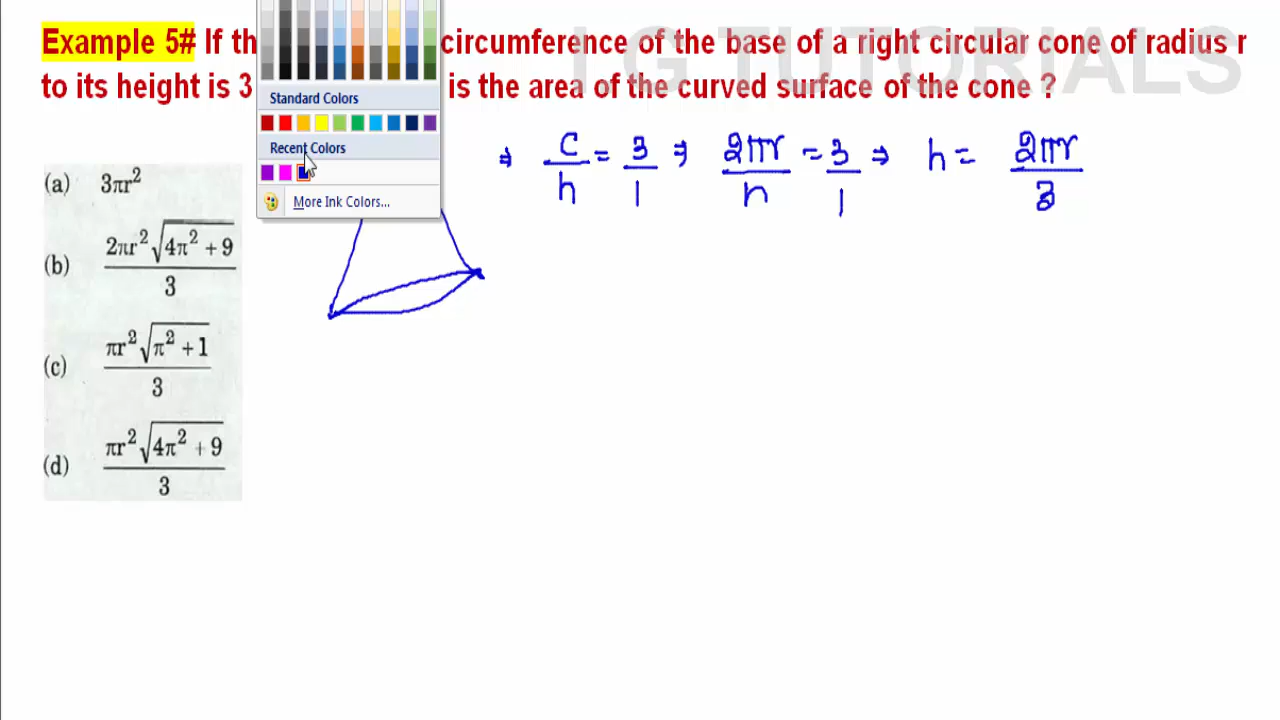 Example 5# If th circumference of the base of a right circular cone of radius r
to its height is 3 is the area of the curved surface of the cone ?
I G TUTORIALS
Standard Colors
Recent Colors
More Ink Colors...
⇒ C/h = 3/1 ⇒ 2πr/h = 3/1 ⇒ h = 2πr/3
(a) 3πr²
(b) 2πr²√(4π² + 9)/3
(c) πr²√(π² + 1)/3
(d) πr²√(4π² + 9)/3